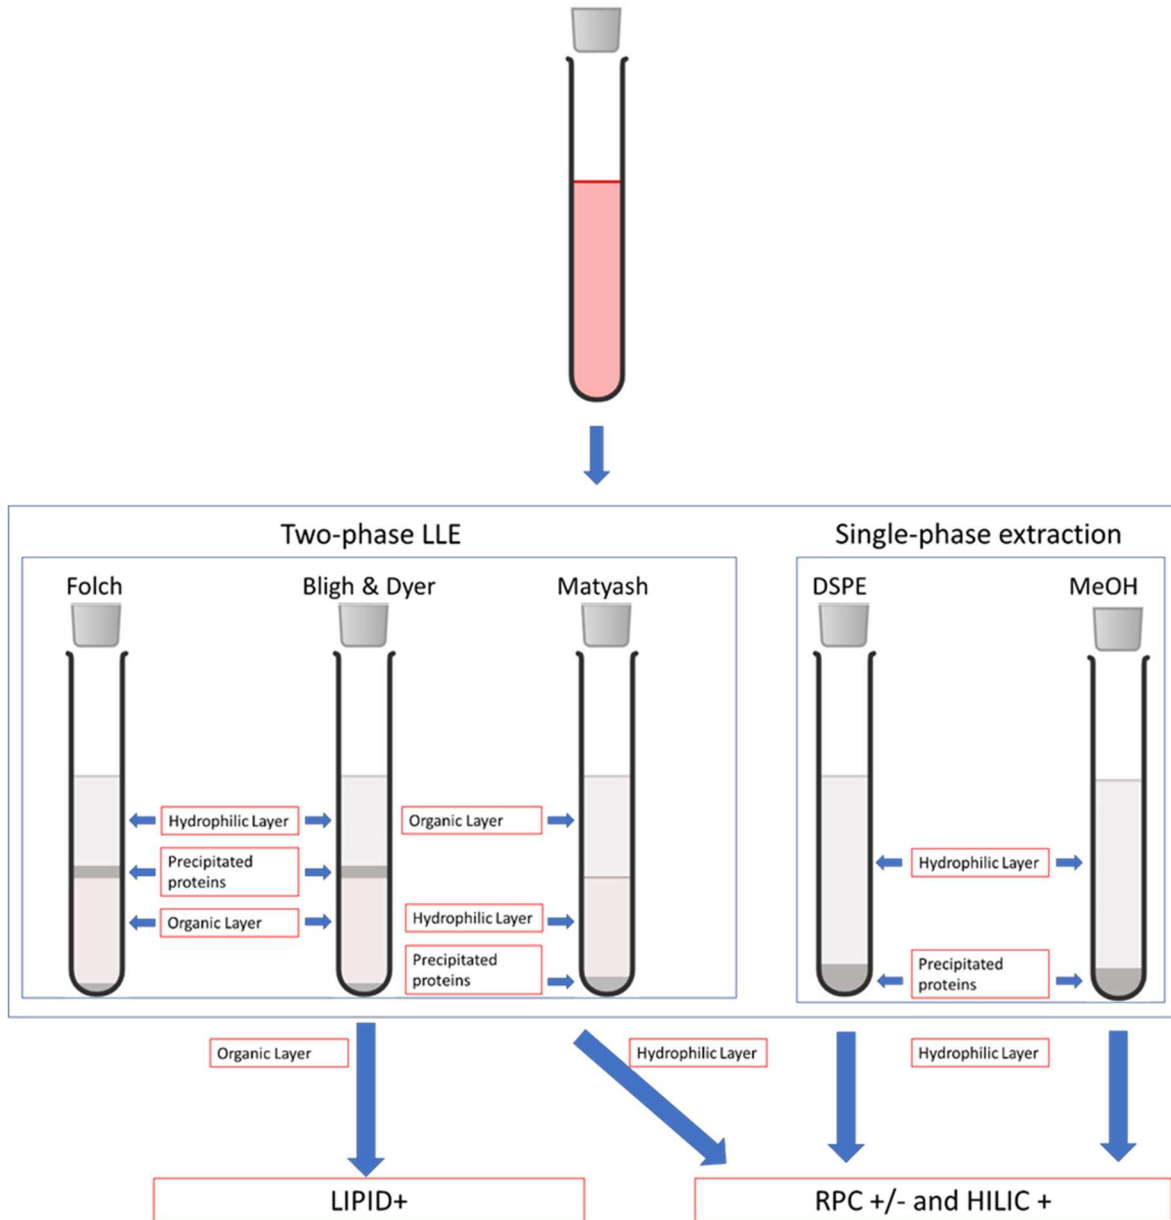 Two-phase LLE
Single-phase extraction
Folch
Bligh & Dyer
Matyash
DSPE
MeOH
Hydrophilic Layer
Organic Layer
Precipitated
proteins
Hydrophilic Layer
Organic Layer
Hydrophilic Layer
Precipitated
proteins
Precipitated
proteins
Organic Layer
Hydrophilic Layer
Hydrophilic Layer
LIPID+
RPC +/- and HILIC +